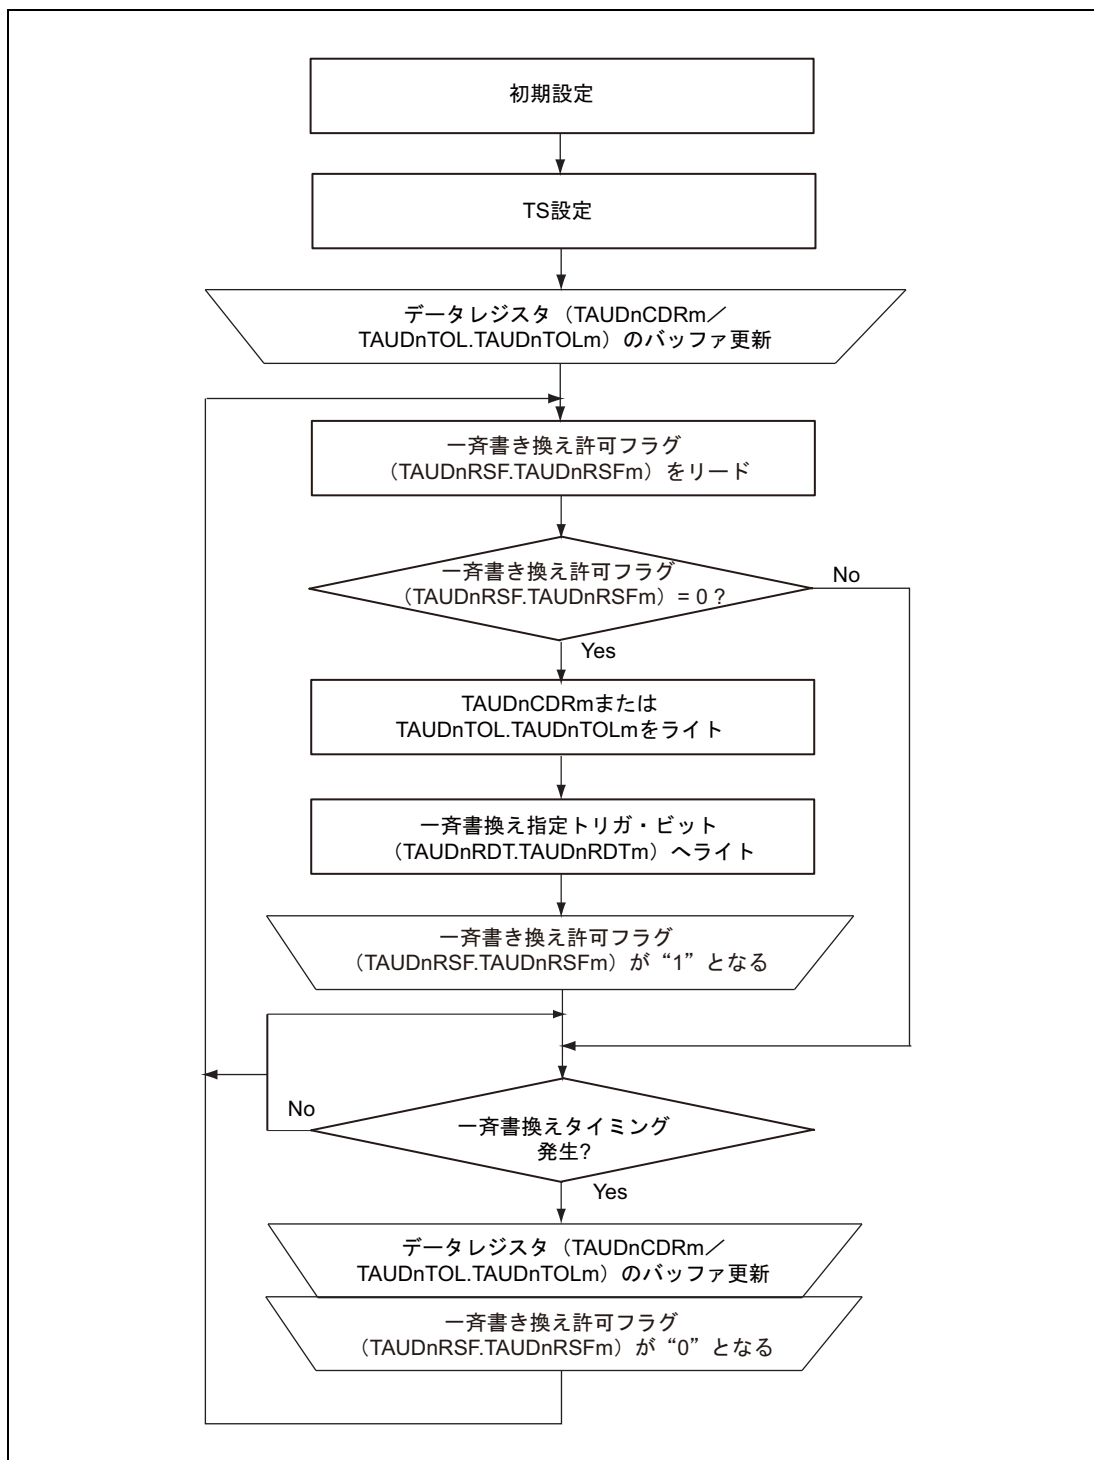 初期設定
TS設定
データレジスタ（TAUDnCDRm／
TAUDnTOL.TAUDnTOLm）のバッファ更新
一斉書き換え許可フラグ
（TAUDnRSF.TAUDnRSFm）をリード
一斉書き換え許可フラグ
（TAUDnRSF.TAUDnRSFm）= 0 ?
No
Yes
TAUDnCDRmまたは
TAUDnTOL.TAUDnTOLmをライト
一斉書換え指定トリガ・ビット
（TAUDnRDT.TAUDnRDTm）へライト
一斉書き換え許可フラグ
（TAUDnRSF.TAUDnRSFm）が“1”となる
No
一斉書換えタイミング
発生?
Yes
データレジスタ（TAUDnCDRm／
TAUDnTOL.TAUDnTOLm）のバッファ更新
一斉書き換え許可フラグ
（TAUDnRSF.TAUDnRSFm）が“0”となる